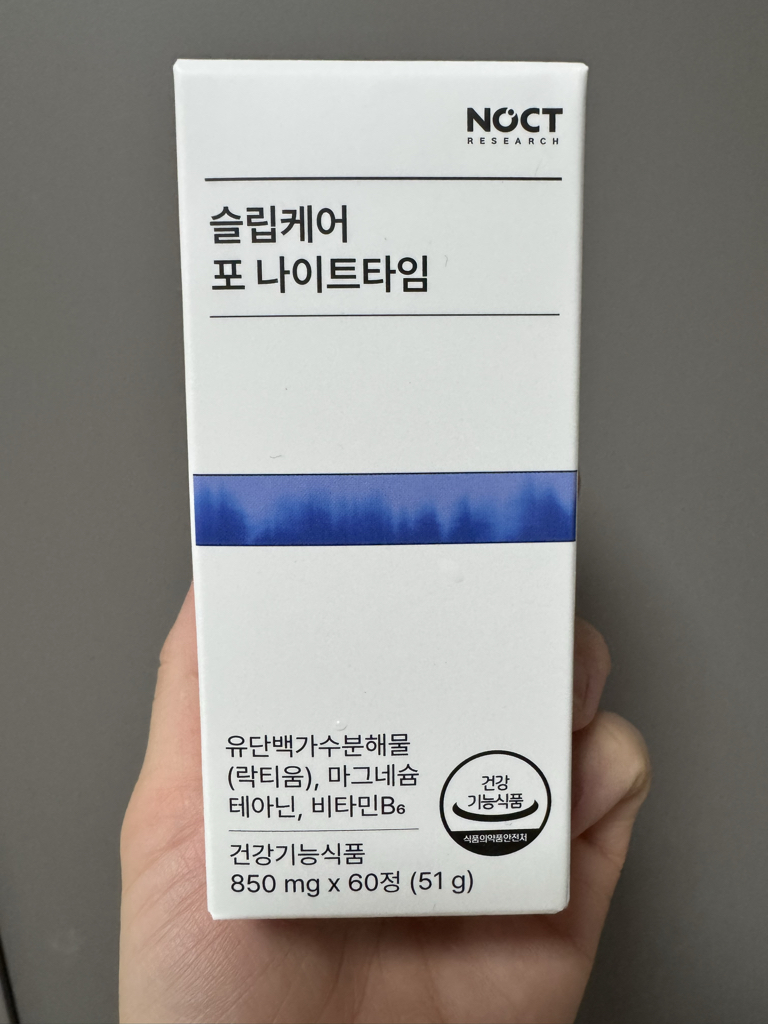 NOCT
RESEARCH
슬립케어
포 나이트타임
유단백가수분해물
(락티움), 마그네슘
테아닌, 비타민B₆
건강기능식품
850 mg x 60정 (51 g)
건강
기능식품
식품의약품안전처